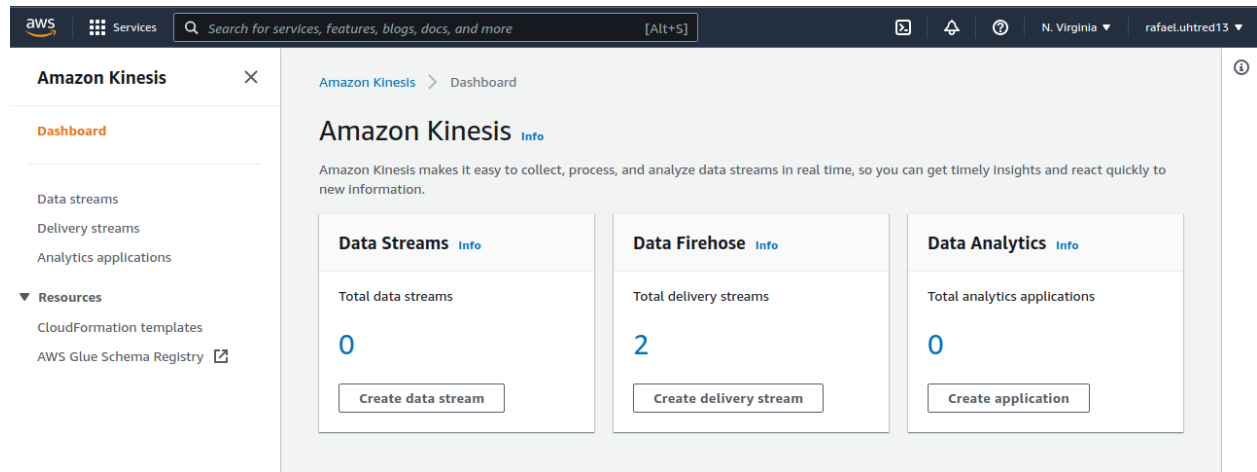 aws Services Search for services, features, blogs, docs, and more [Alt+S] N. Virginia ▼ rafael.uhtred13 ▼
Amazon Kinesis
Dashboard
Data streams
Delivery streams
Analytics applications
▼ Resources
CloudFormation templates
AWS Glue Schema Registry
Amazon Kinesis > Dashboard
Amazon Kinesis Info
Amazon Kinesis makes it easy to collect, process, and analyze data streams in real time, so you can get timely insights and react quickly to
new information.
Data Streams Info
Total data streams
0
Create data stream
Data Firehose Info
Total delivery streams
2
Create delivery stream
Data Analytics Info
Total analytics applications
0
Create application